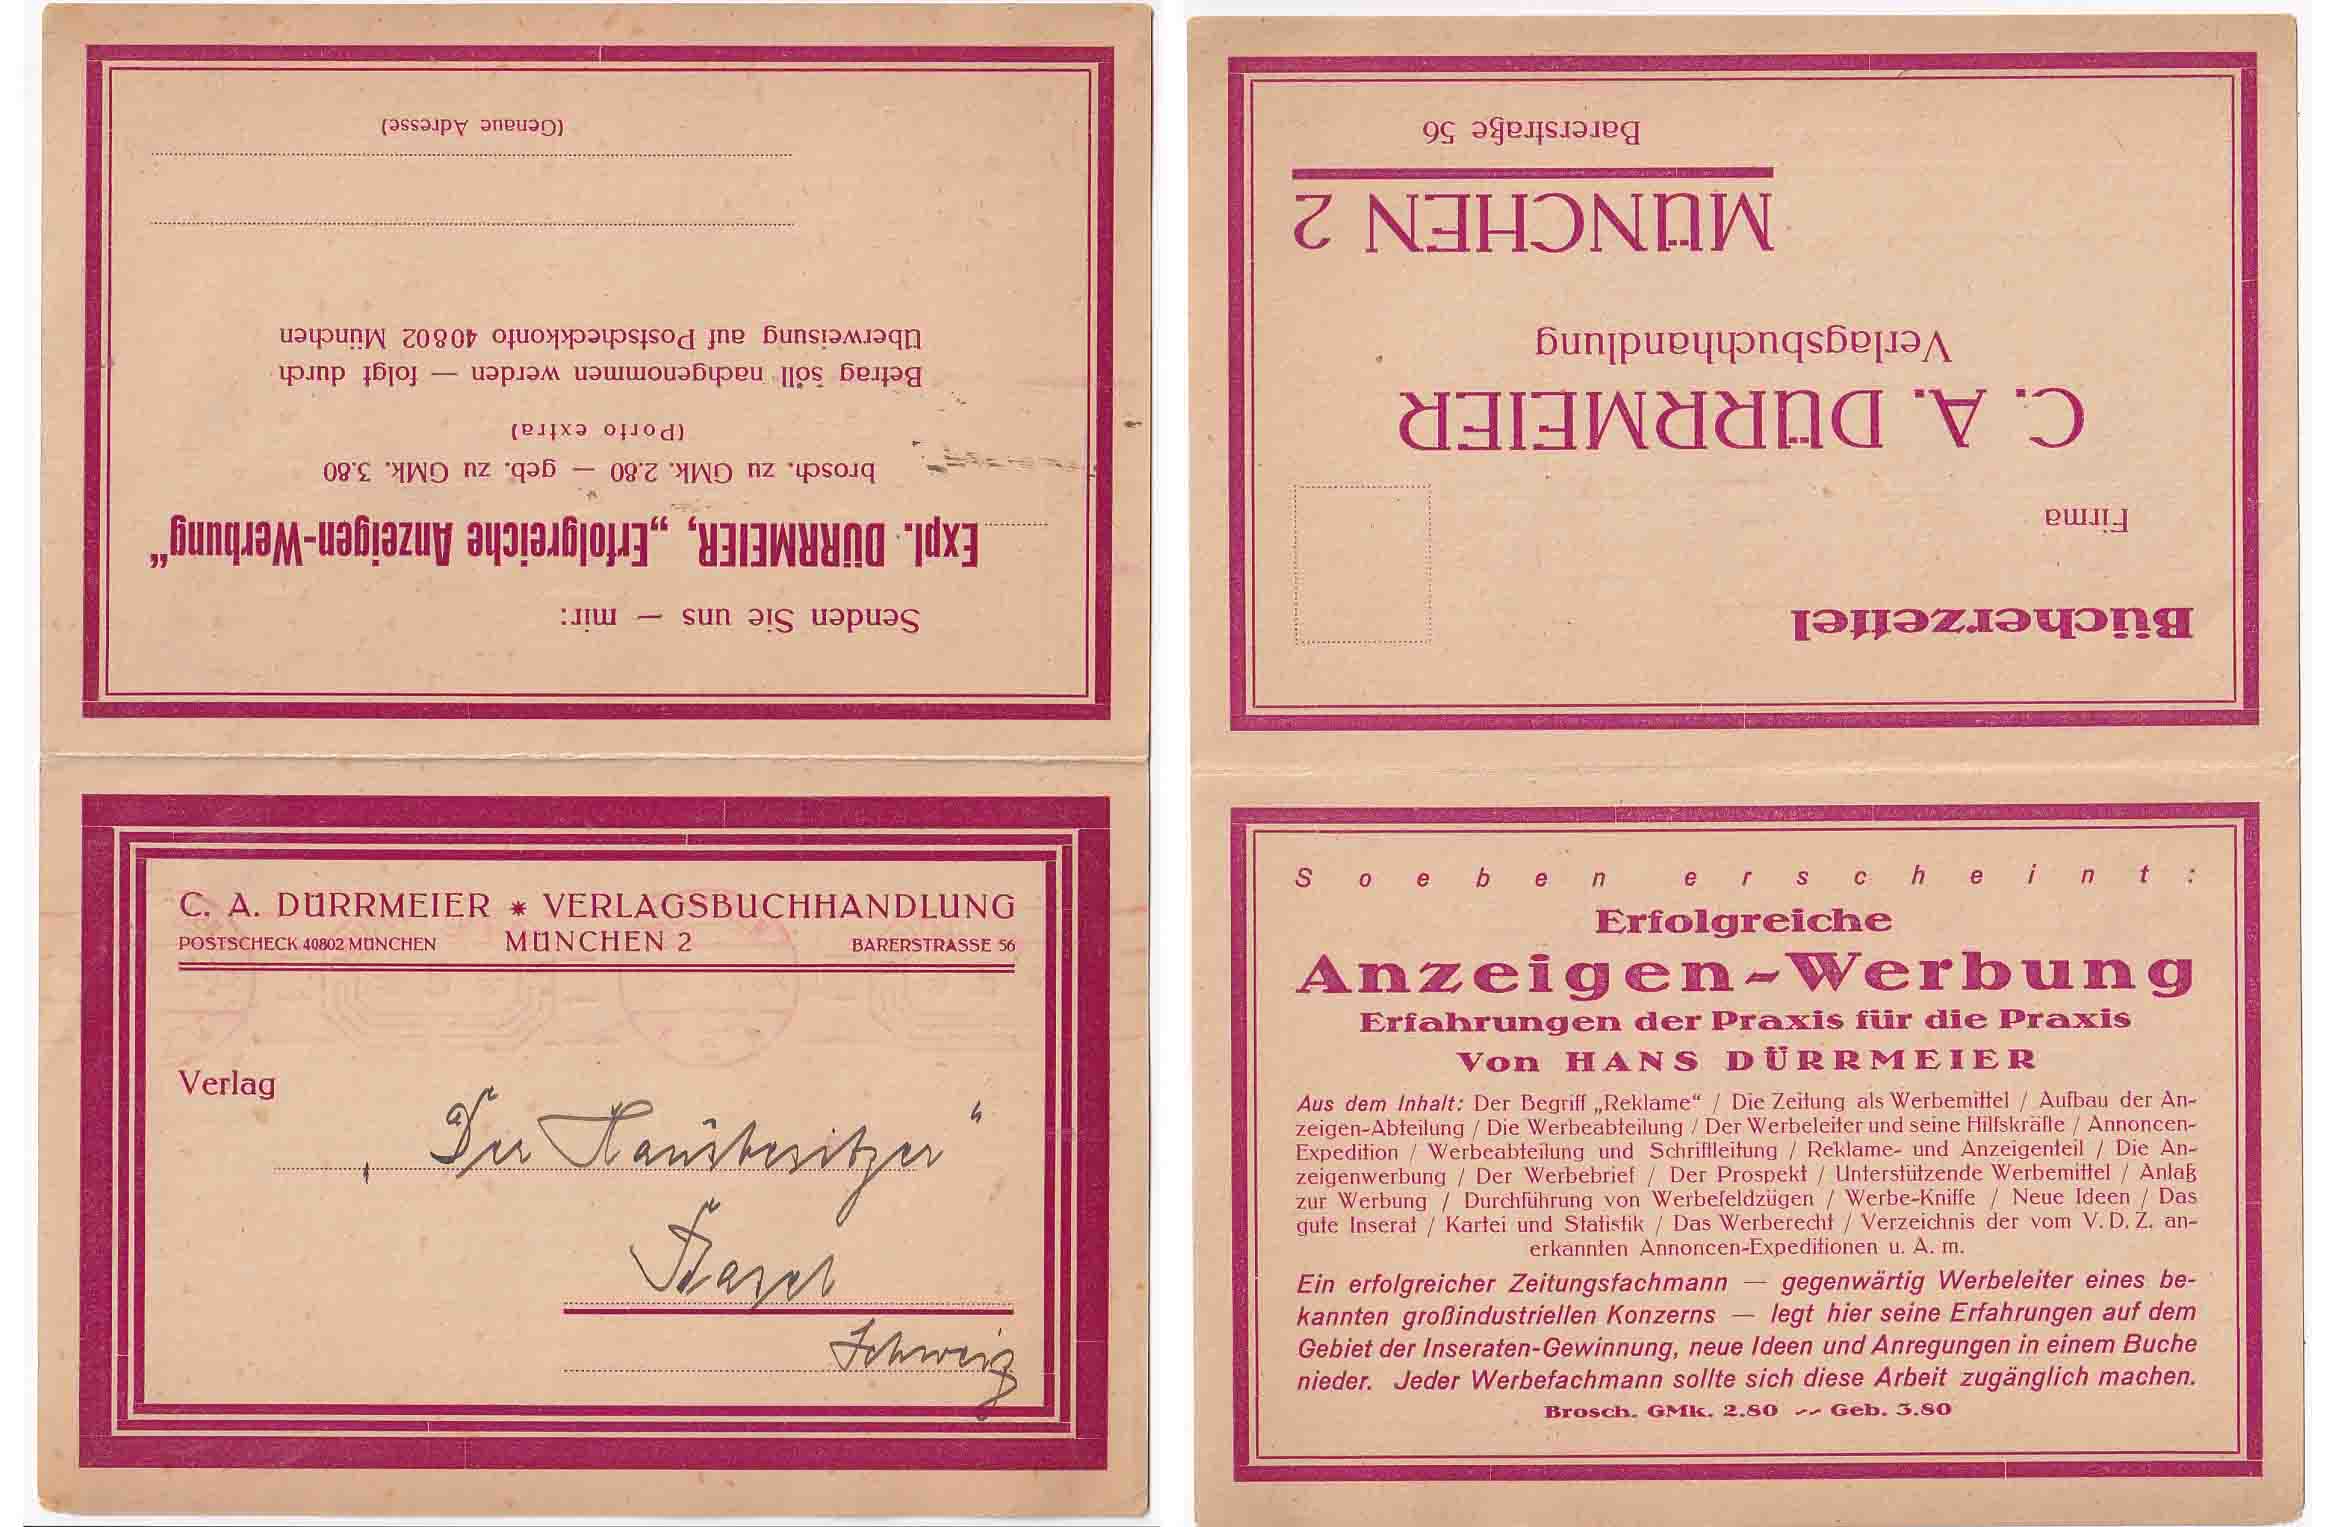 Senden Sie uns — mir:
Expl. DÜRRMEIER, „Erfolgreiche Anzeigen-Werbung“
brosch. zu GMk. 2.80 — geb. zu GMk. 3.80
(Porto extra)
Betrag soll nachgenommen werden — folgt durch
Überweisung auf Postscheckkonto 40802 München
(Genaue Adresse)
C. A. DÜRRMEIER * VERLAGSBUCHHANDLUNG
POSTSCHECK 40802 MÜNCHEN MÜNCHEN 2 BARERSTRASSE 56
Verlag
„Der Hausbesitzer“
Basel
Schweiz
Bücherzettel
Firma
C. A. DÜRRMEIER
Verlagsbuchhandlung
MÜNCHEN 2
Barerstraße 56
Soeben erscheint:
Erfolgreiche
Anzeigen-Werbung
Erfahrungen der Praxis für die Praxis
Von HANS DÜRRMEIER
Aus dem Inhalt: Der Begriff „Reklame“ / Die Zeitung als Werbemittel / Aufbau der An-
zeigen-Abteilung / Die Werbeabteilung / Der Werbeleiter und seine Hilfskräfte / Annoncen-
Expedition / Werbeabteilung und Schriftleitung / Reklame- und Anzeigenteil / Die An-
zeigenwerbung / Der Werbebrief / Der Prospekt / Unterstützende Werbemittel / Anlaß
zur Werbung / Durchführung von Werbefeldzügen / Werbe-Kniffe / Neue Ideen / Das
gute Inserat / Kartei und Statistik / Das Werberecht / Verzeichnis der vom V. D. Z. an-
erkannten Annoncen-Expeditionen u. A. m.
Ein erfolgreicher Zeitungsfachmann — gegenwärtig Werbeleiter eines be-
kannten großindustriellen Konzerns — legt hier seine Erfahrungen auf dem
Gebiet der Inseraten-Gewinnung, neue Ideen und Anregungen in einem Buche
nieder. Jeder Werbefachmann sollte sich diese Arbeit zugänglich machen.
Brosch. GMk. 2.80 -- Geb. 3.80